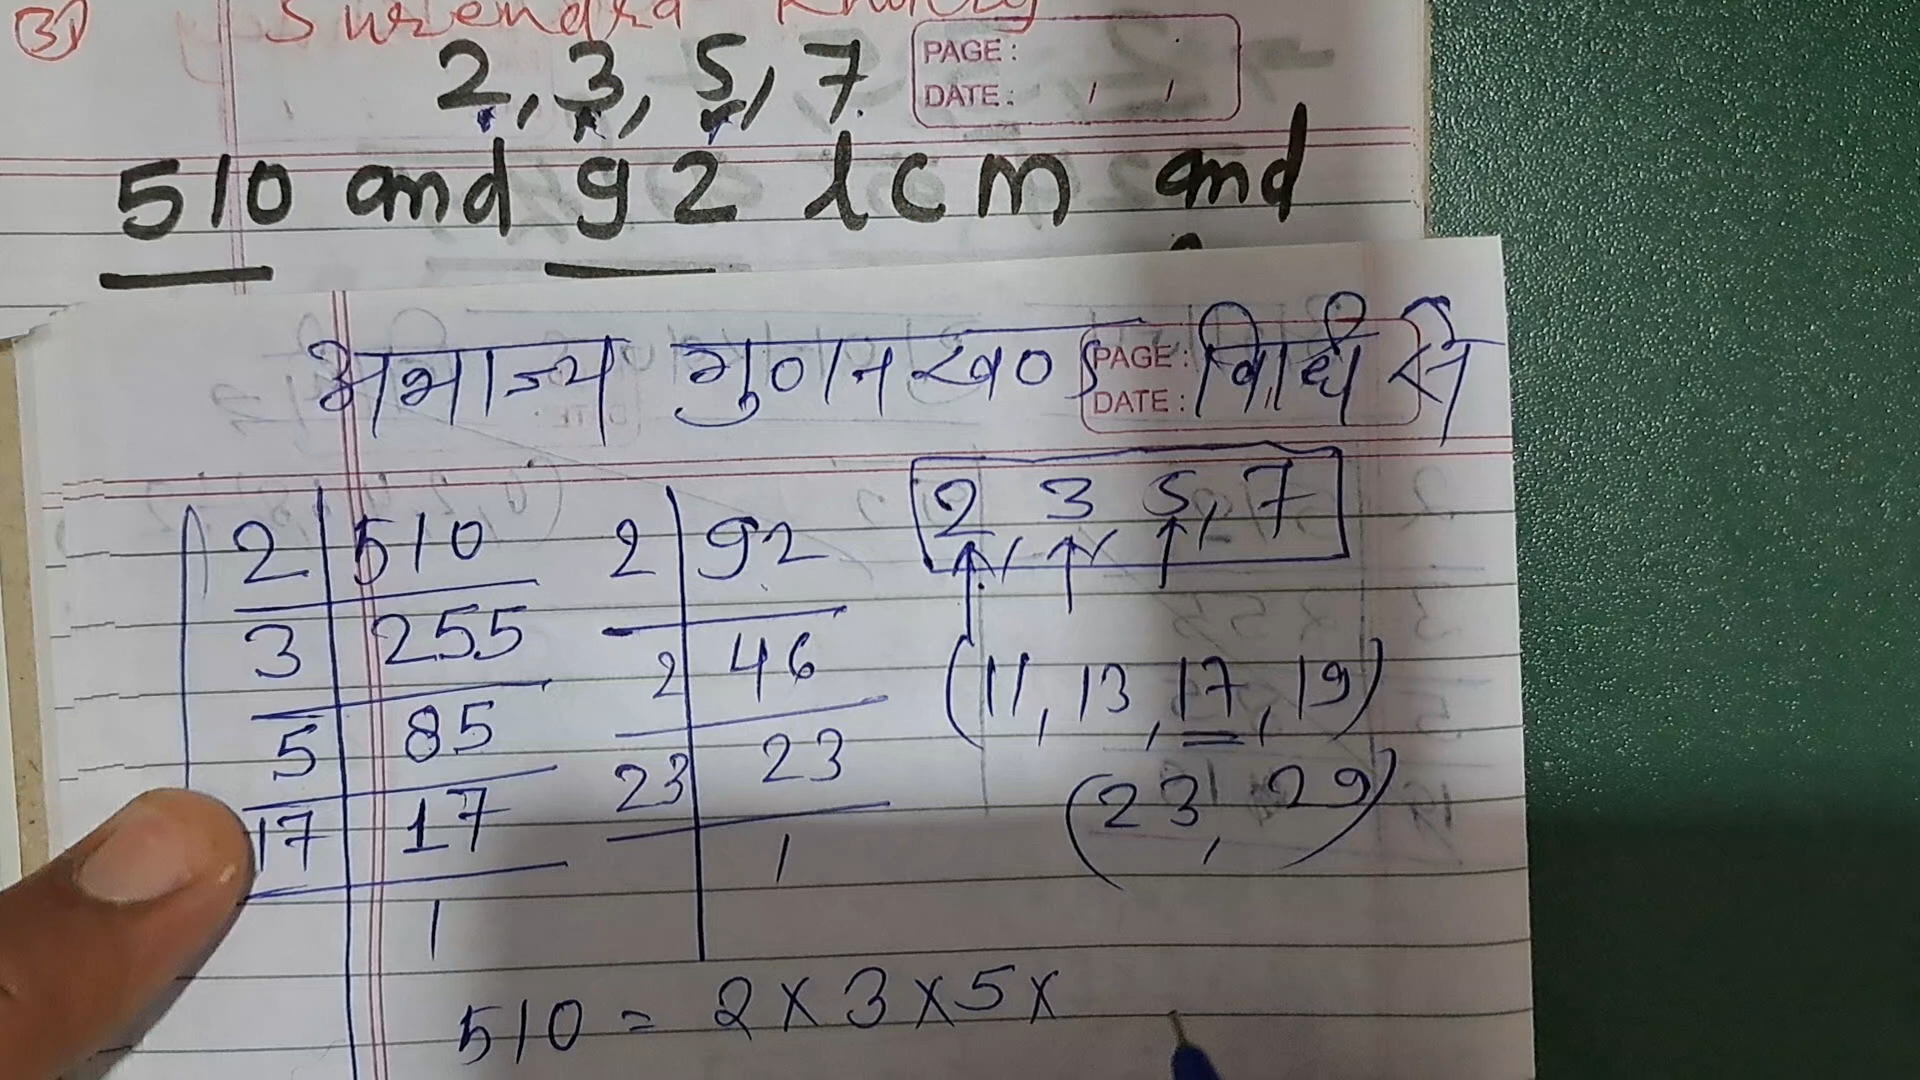 31 Surendra
2, 3, 5, 7
PAGE:
DATE: / /
510 and 92 lcm and
अभाज्य गुणनखण्ड विधि से
PAGE:
DATE: /
2 510 2 92 2, 3, 5, 7
3 255 2 46 (11, 13, 17, 19)
5 85 23 23 (23, 29)
17 17 1
1
510 = 2 x 3 x 5 x